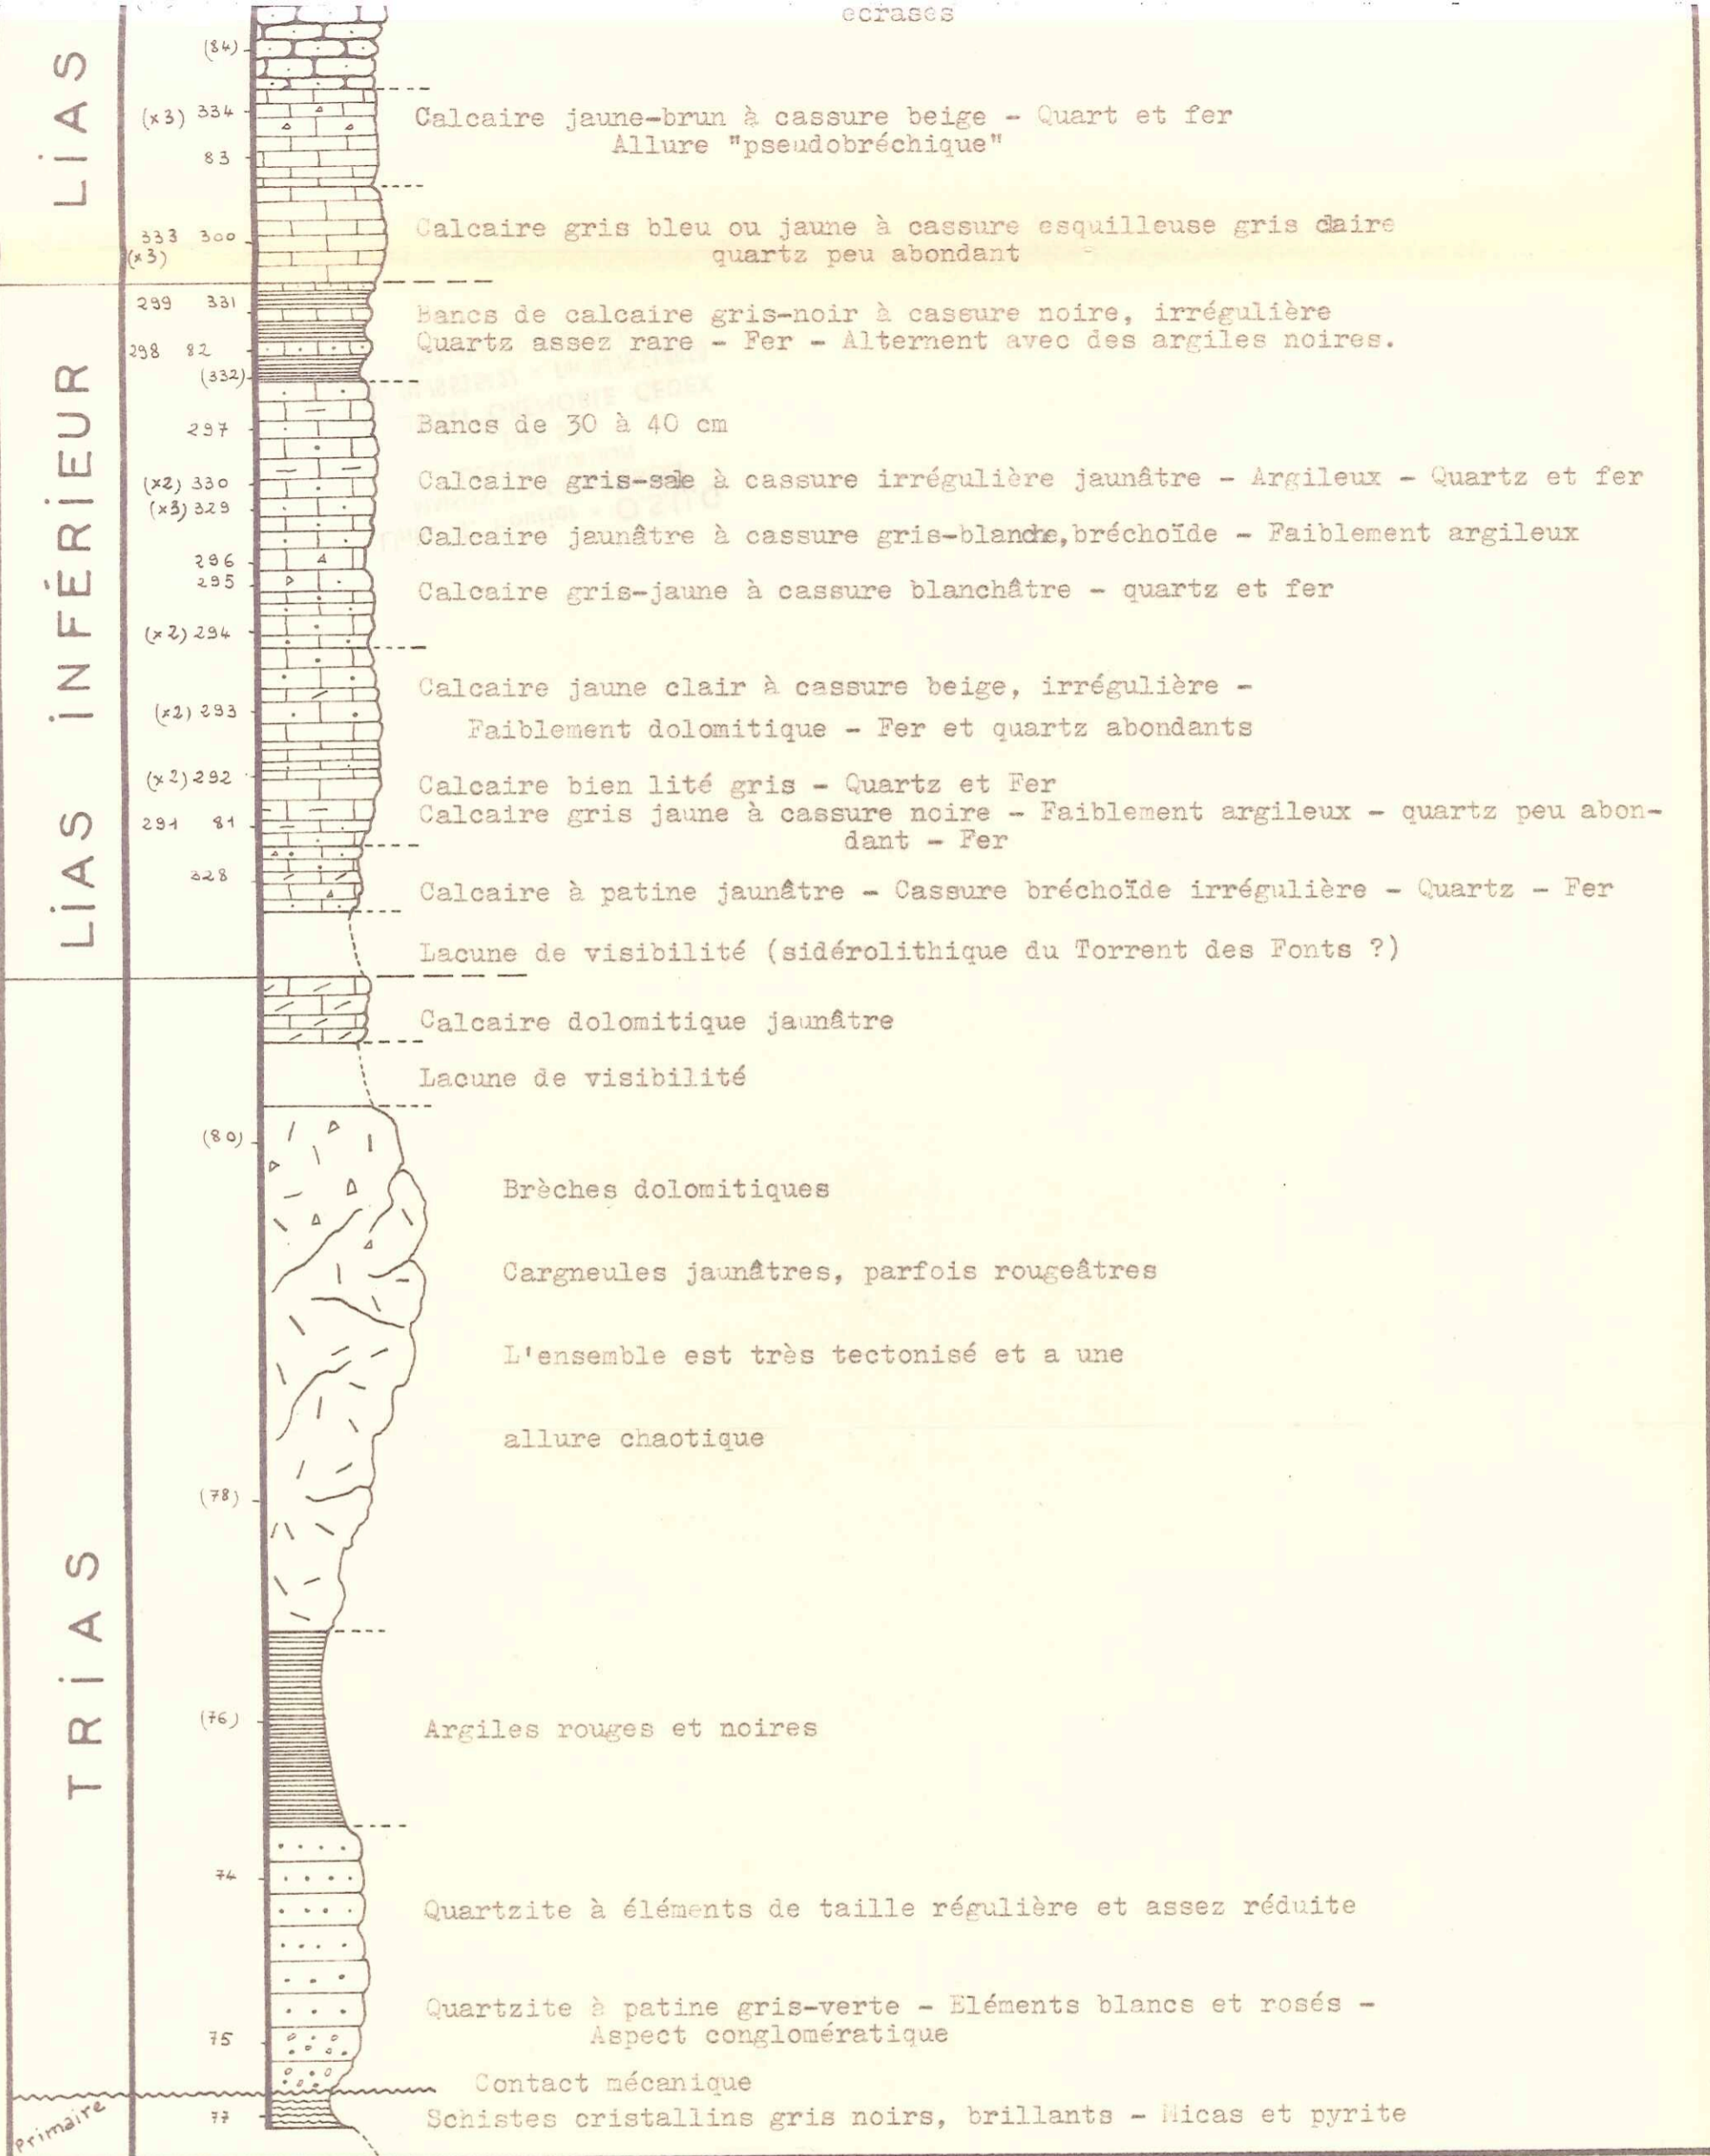 écrasés
LIAS
(84)
(x3) 334
Calcaire jaune-brun à cassure beige - Quart et fer
Allure "pseudobréchique"
83
333 300
(x3)
Calcaire gris bleu ou jaune à cassure esquilleuse gris claire
quartz peu abondant
LIAS INFÉRIEUR
299 331
Bancs de calcaire gris-noir à cassure noire, irrégulière
298 82
Quartz assez rare - Fer - Alternent avec des argiles noires.
(332)
297
Bancs de 30 à 40 cm
(x2) 330
Calcaire gris-sale à cassure irrégulière jaunâtre - Argileux - Quartz et fer
(x3) 329
Calcaire jaunâtre à cassure gris-blanche, bréchoïde - Faiblement argileux
296
295
Calcaire gris-jaune à cassure blanchâtre - quartz et fer
(x2) 294
Calcaire jaune clair à cassure beige, irrégulière -
(x2) 293
Faiblement dolomitique - Fer et quartz abondants
(x2) 292
Calcaire bien lité gris - Quartz et Fer
291 81
Calcaire gris jaune à cassure noire - Faiblement argileux - quartz peu abon-
dant - Fer
328
Calcaire à patine jaunâtre - Cassure bréchoïde irrégulière - Quartz - Fer
Lacune de visibilité (sidérolithique du Torrent des Fonts ?)
TRIAS
Calcaire dolomitique jaunâtre
Lacune de visibilité
(80)
Brèches dolomitiques
Cargneules jaunâtres, parfois rougeâtres
L'ensemble est très tectonisé et a une
allure chaotique
(78)
(76)
Argiles rouges et noires
74
Quartzite à éléments de taille régulière et assez réduite
Quartzite à patine gris-verte - Eléments blancs et rosés -
75
Aspect conglomératique
Contact mécanique
Primaire
77
Schistes cristallins gris noirs, brillants - Micas et pyrite